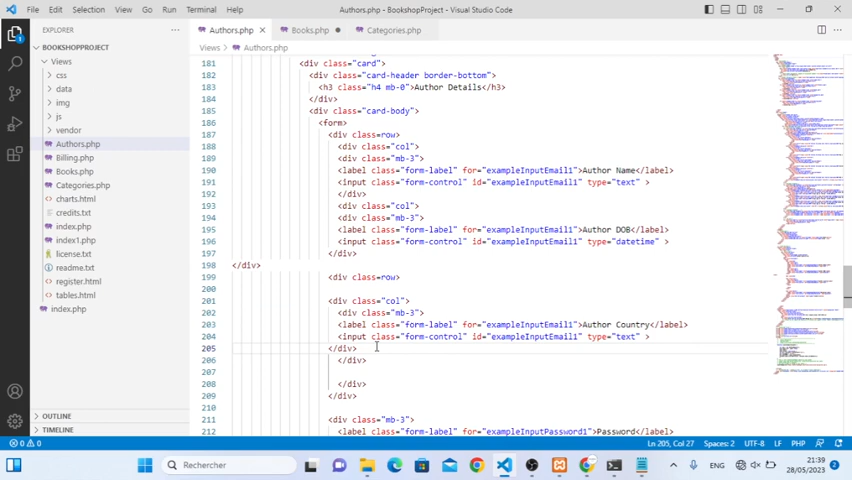 File Edit Selection View Go Run Terminal Help
Authors.php - BookshopProject - Visual Studio Code
EXPLORER
Authors.php
Books.php
Categories.php
Views > Authors.php
BOOKSHOPPROJECT
Views
css
data
img
js
vendor
Authors.php
Billing.php
Books.php
Categories.php
charts.html
credits.txt
index.php
index1.php
license.txt
readme.txt
register.html
tables.html
index.php
OUTLINE
TIMELINE
181 <div class="card">
182 <div class="card-header border-bottom">
183 <h3 class="h4 mb-0">Author Details</h3>
184 </div>
185 <div class="card-body">
186 <form>
187 <div class=row>
188 <div class="col">
189 <div class="mb-3">
190 <label class="form-label" for="exampleInputEmail1">Author Name</label>
191 <input class="form-control" id="exampleInputEmail1" type="text" >
192 </div>
193 <div class="col">
194 <div class="mb-3">
195 <label class="form-label" for="exampleInputEmail1">Author DOB</label>
196 <input class="form-control" id="exampleInputEmail1" type="datetime" >
197 </div>
198 </div>
199 <div class=row>
200
201 <div class="col">
202 <div class="mb-3">
203 <label class="form-label" for="exampleInputEmail1">Author Country</label>
204 <input class="form-control" id="exampleInputEmail1" type="text" >
205 </div>
206 </div>
207
208 </div>
209 </div>
210
211 <div class="mb-3">
212 <label class="form-label" for="exampleInputPassword1">Password</label>
0 0
Ln 205, Col 27 Spaces: 2 UTF-8 LF PHP
Rechercher
ENG
21:39
28/05/2023